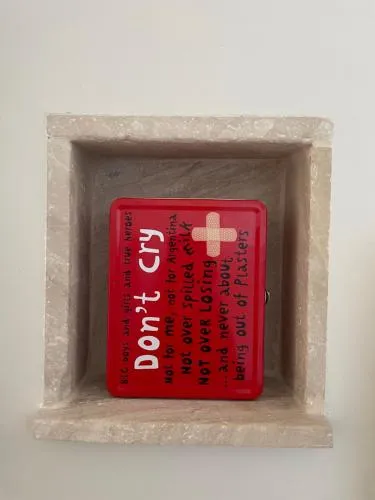 BIG boys and girls and true heroes
Don't cry
Not for me, not for Argentina
Not over spilled milk
NOT OVER LOSING
...and never about
being out of Plasters